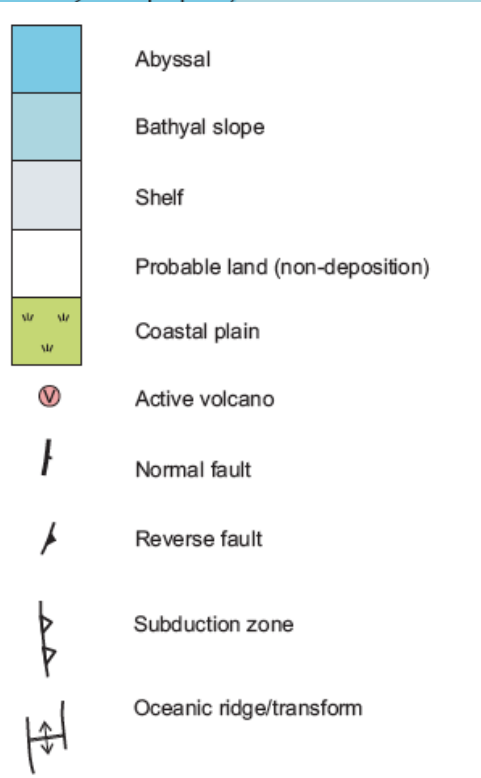 Abyssal
Bathyal slope
Shelf
Probable land (non-deposition)
Coastal plain
V
Active volcano
Normal fault
Reverse fault
Subduction zone
Oceanic ridge/transform